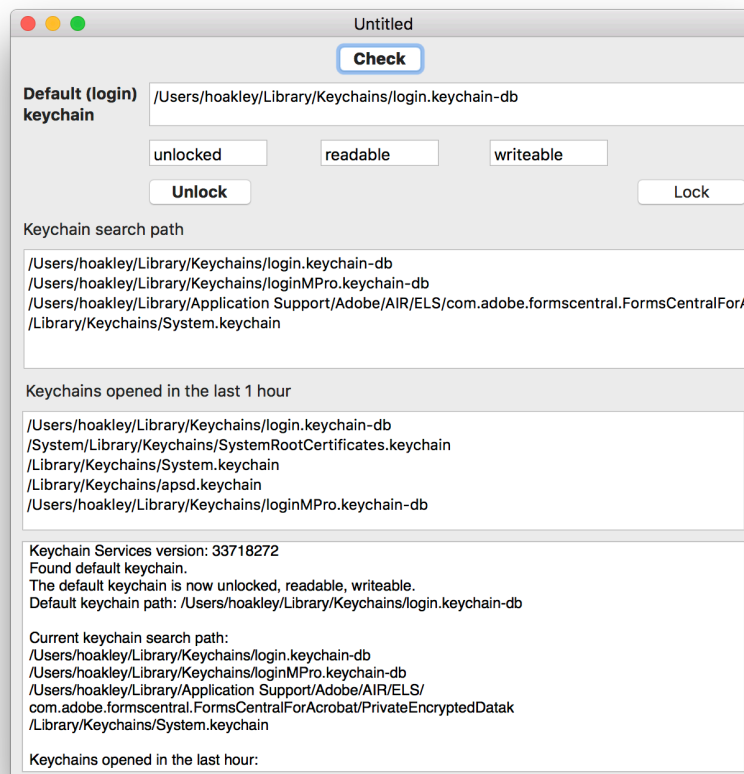 Untitled
Check
Default (login)
keychain
/Users/hoakley/Library/Keychains/login.keychain-db
unlocked readable writeable
Unlock Lock
Keychain search path
/Users/hoakley/Library/Keychains/login.keychain-db
/Users/hoakley/Library/Keychains/loginMPro.keychain-db
/Users/hoakley/Library/Application Support/Adobe/AIR/ELS/com.adobe.formscentral.FormsCentralForA
/Library/Keychains/System.keychain
Keychains opened in the last 1 hour
/Users/hoakley/Library/Keychains/login.keychain-db
/System/Library/Keychains/SystemRootCertificates.keychain
/Library/Keychains/System.keychain
/Library/Keychains/apsd.keychain
/Users/hoakley/Library/Keychains/loginMPro.keychain-db
Keychain Services version: 33718272
Found default keychain.
The default keychain is now unlocked, readable, writeable.
Default keychain path: /Users/hoakley/Library/Keychains/login.keychain-db
Current keychain search path:
/Users/hoakley/Library/Keychains/login.keychain-db
/Users/hoakley/Library/Keychains/loginMPro.keychain-db
/Users/hoakley/Library/Application Support/Adobe/AIR/ELS/
com.adobe.formscentral.FormsCentralForAcrobat/PrivateEncryptedDatak
/Library/Keychains/System.keychain
Keychains opened in the last hour: